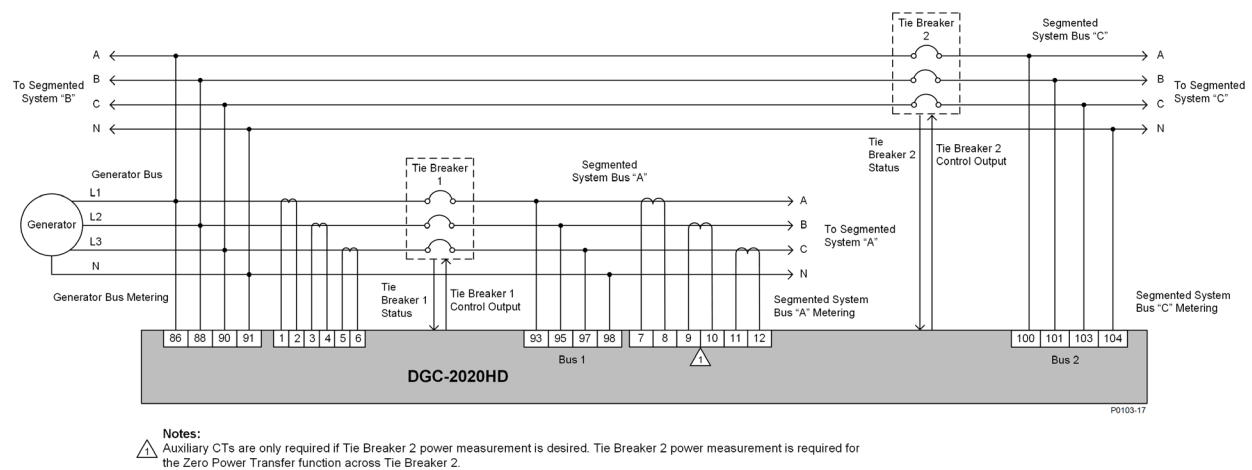 Tie Breaker
2
Segmented
System Bus “C”
A
A
To Segmented
System “B”
B
B
To Segmented
System “C”
C
C
N
N
Tie
Breaker 2
Status
Tie Breaker 2
Control Output
Generator Bus
Tie Breaker
1
Segmented
System Bus “A”
L1
A
Generator
L2
B
To Segmented
System “A”
L3
C
N
N
Generator Bus Metering
Tie
Breaker 1
Status
Tie Breaker 1
Control Output
Segmented System
Bus “A” Metering
Segmented System
Bus “C” Metering
86 88 90 91 1 2 3 4 5 6 93 95 97 98 7 8 9 10 11 12 100 101 103 104
Bus 1
1
Bus 2
DGC-2020HD
P0103-17
Notes:
1 Auxiliary CTs are only required if Tie Breaker 2 power measurement is desired. Tie Breaker 2 power measurement is required for
the Zero Power Transfer function across Tie Breaker 2.